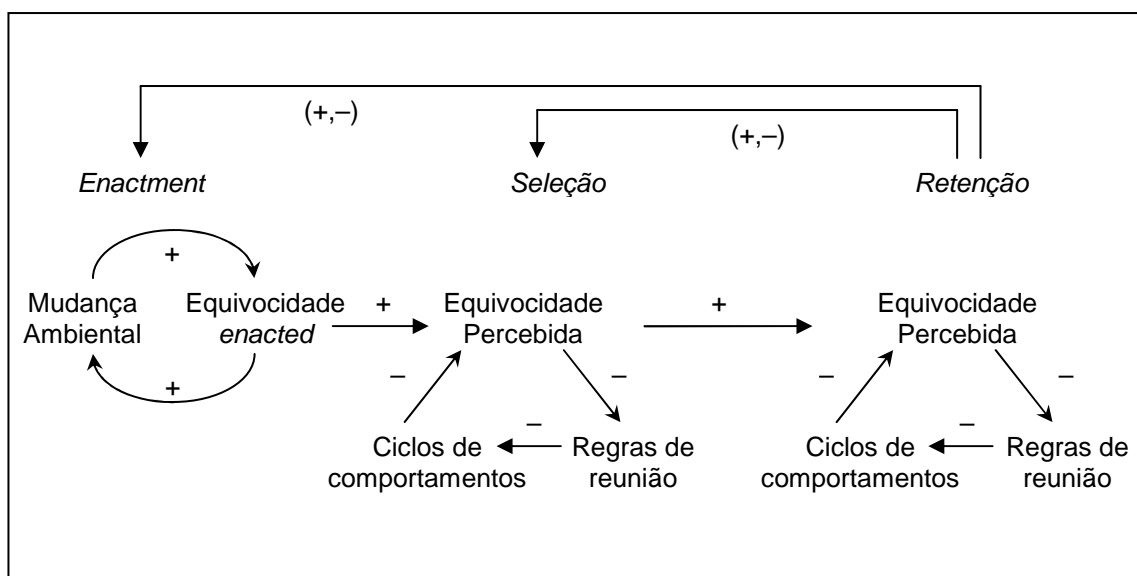 (+,–)
(+,–)
Enactment
Seleção
Retenção
+
Mudança
Ambiental
Equivocidade
enacted
+
+
Equivocidade
Percebida
+
Equivocidade
Percebida
–
–
–
Ciclos de
comportamentos
Regras de
reunião
–
–
–
Ciclos de
comportamentos
Regras de
reunião